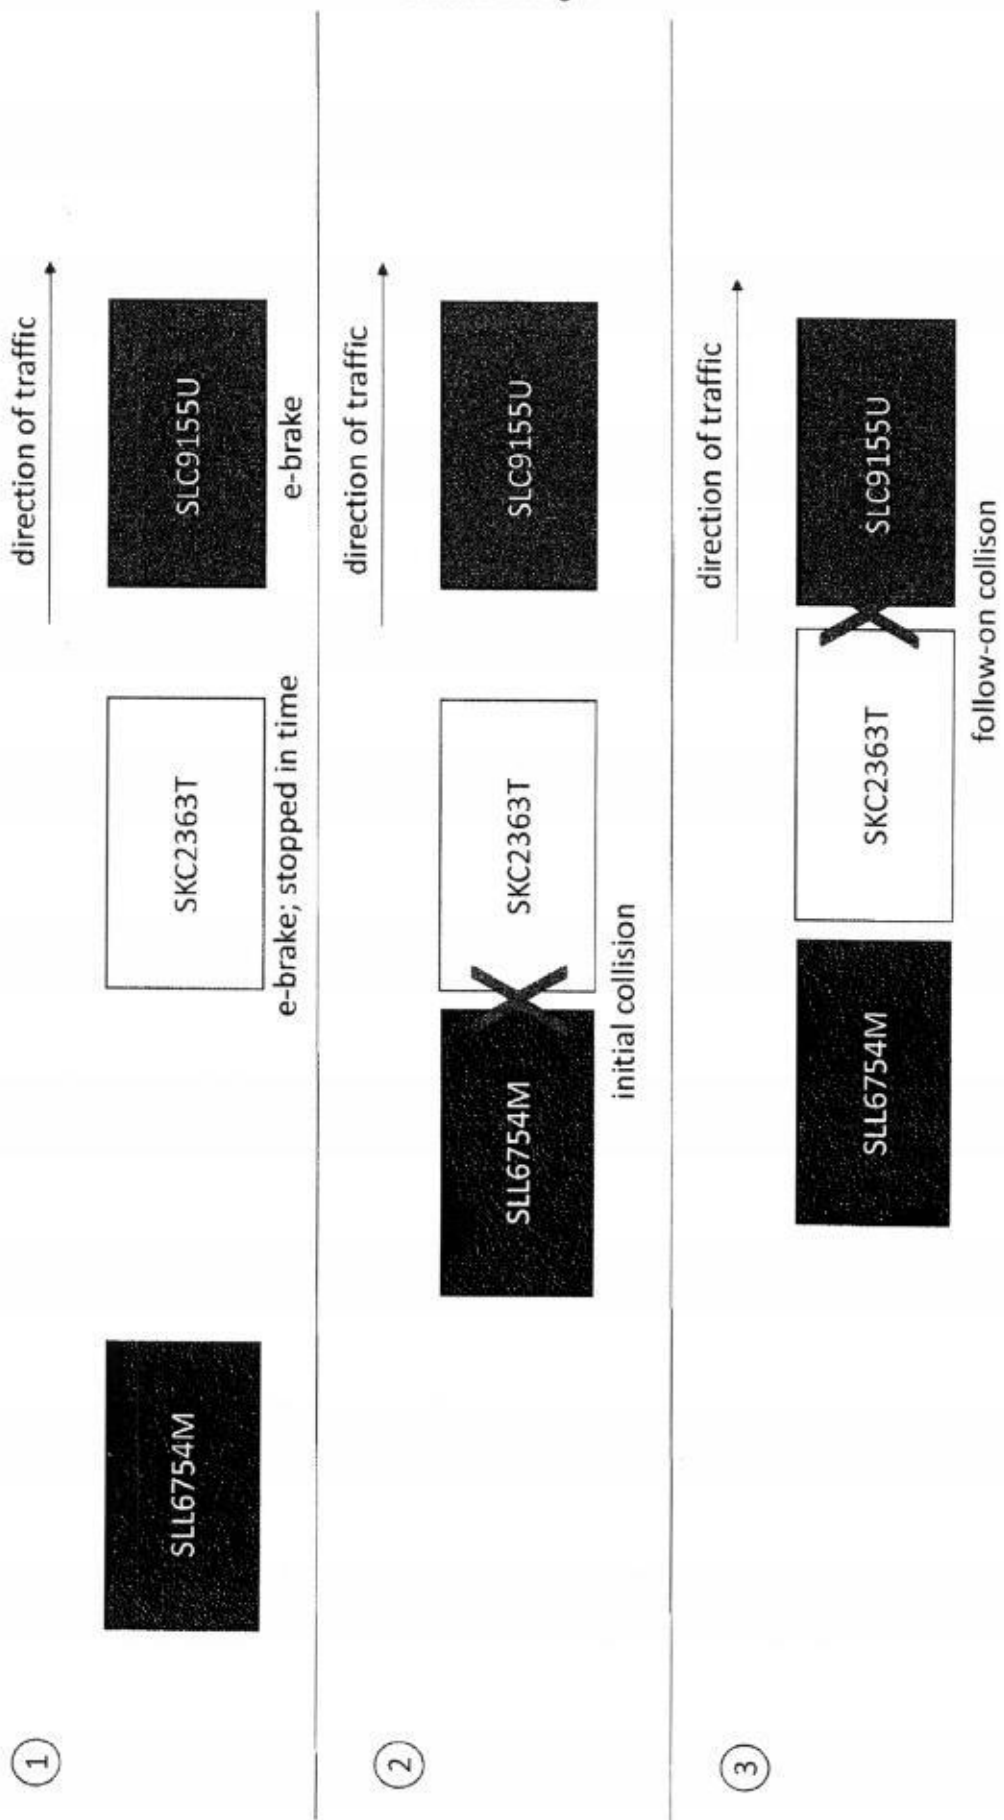 1
direction of traffic
SLL6754M
SKC2363T
SLC9155U
e-brake; stopped in time
e-brake
2
direction of traffic
SLL6754M
SKC2363T
SLC9155U
initial collision
3
direction of traffic
SLL6754M
SKC2363T
SLC9155U
follow-on collison